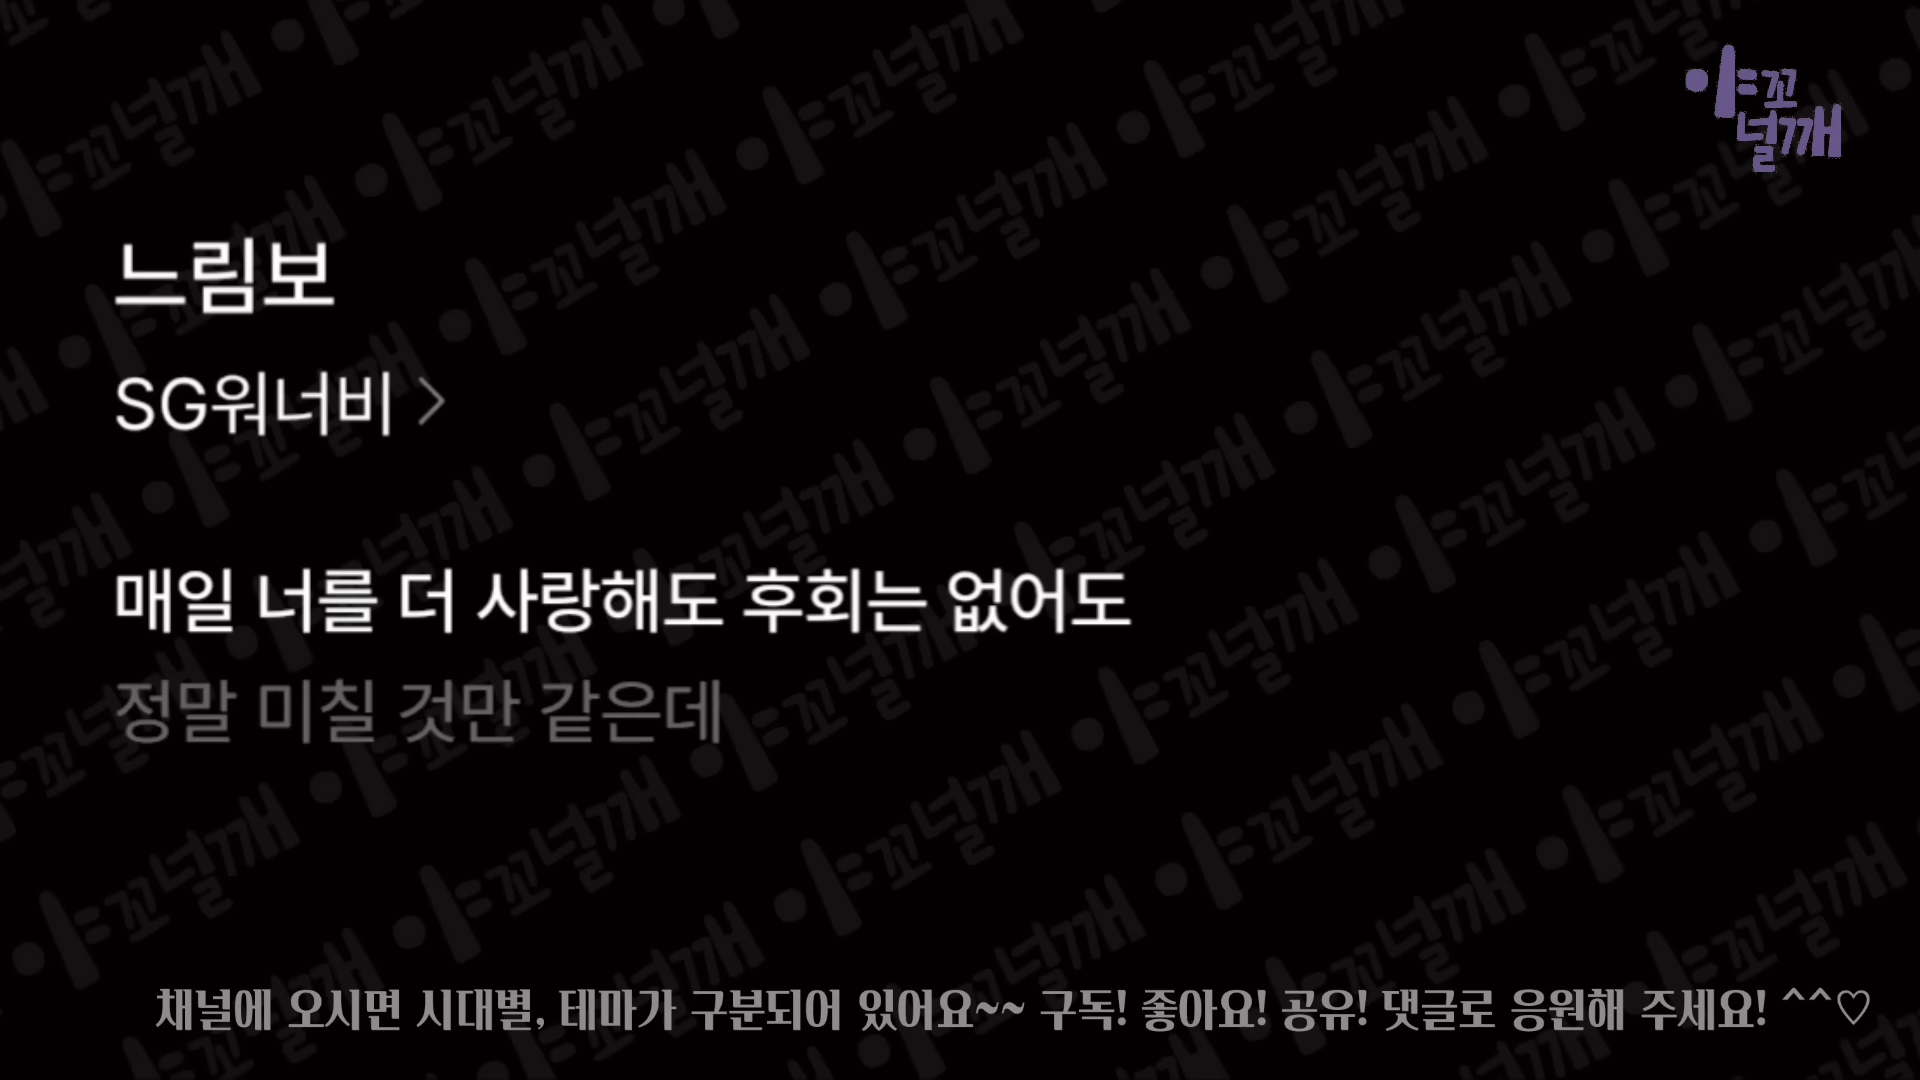 야꼬
널깨
느림보
SG워너비 >
매일 너를 더 사랑해도 후회는 없어도
정말 미칠 것만 같은데
채널에 오시면 시대별, 테마가 구분되어 있어요~~ 구독! 좋아요! 공유! 댓글로 응원해 주세요! ^^♡